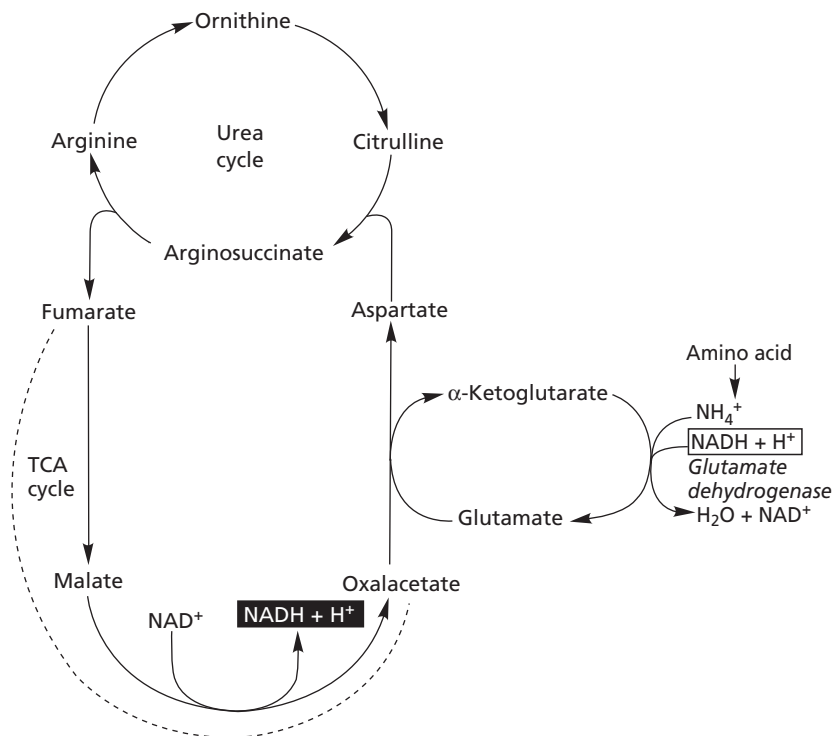 Ornithine
Arginine
Urea
cycle
Citrulline
Arginosuccinate
Fumarate
Aspartate
Amino acid
α-Ketoglutarate
NH₄⁺
NADH + H⁺
Glutamate
dehydrogenase
H₂O + NAD⁺
TCA
cycle
Glutamate
Malate
Oxalacetate
NAD⁺
NADH + H⁺